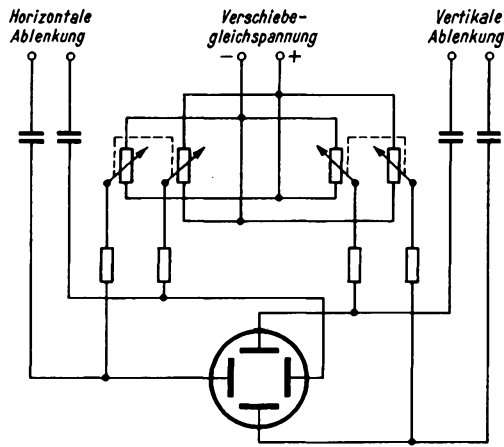 Horizontale
Ablenkung
Verschiebe-
gleichspannung
− +
Vertikale
Ablenkung